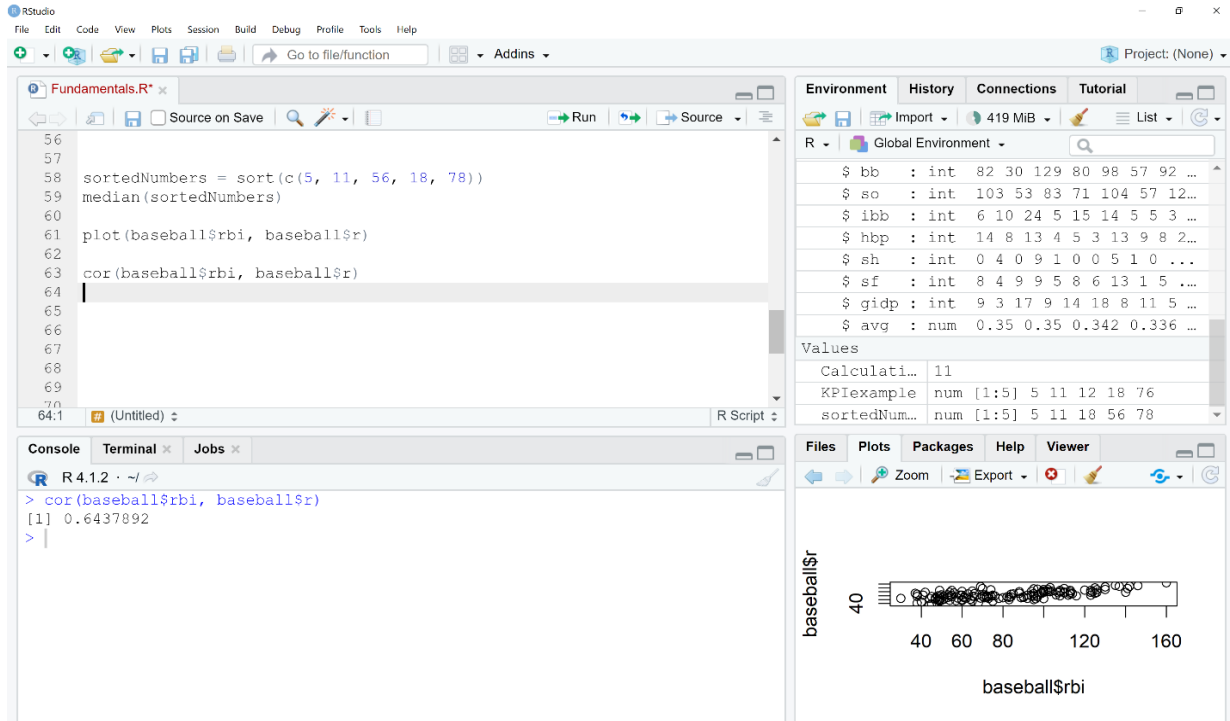 RStudio
File Edit Code View Plots Session Build Debug Profile Tools Help
Go to file/function Addins Project: (None)
Fundamentals.R*
Source on Save Run Source
56
57
58 sortedNumbers = sort(c(5, 11, 56, 18, 78))
59 median(sortedNumbers)
60
61 plot(baseball$rbi, baseball$r)
62
63 cor(baseball$rbi, baseball$r)
64
65
66
67
68
69
70
64:1 # (Untitled) R Script
Console Terminal Jobs
R R 4.1.2 · ~/
> cor(baseball$rbi, baseball$r)
[1] 0.6437892
>
Environment History Connections Tutorial
Import 419 MiB List
R Global Environment
$ bb : int 82 30 129 80 98 57 92 …
$ so : int 103 53 83 71 104 57 12…
$ ibb : int 6 10 24 5 15 14 5 5 3 …
$ hbp : int 14 8 13 4 5 3 13 9 8 2…
$ sh : int 0 4 0 9 1 0 0 5 1 0 ...
$ sf : int 8 4 9 9 5 8 6 13 1 5 .…
$ gidp : int 9 3 17 9 14 18 8 11 5 …
$ avg : num 0.35 0.35 0.342 0.336 …
Values
Calculati… 11
KPIexample num [1:5] 5 11 12 18 76
sortedNum… num [1:5] 5 11 18 56 78
Files Plots Packages Help Viewer
Zoom Export
baseball$r
40
40 60 80 120 160
baseball$rbi